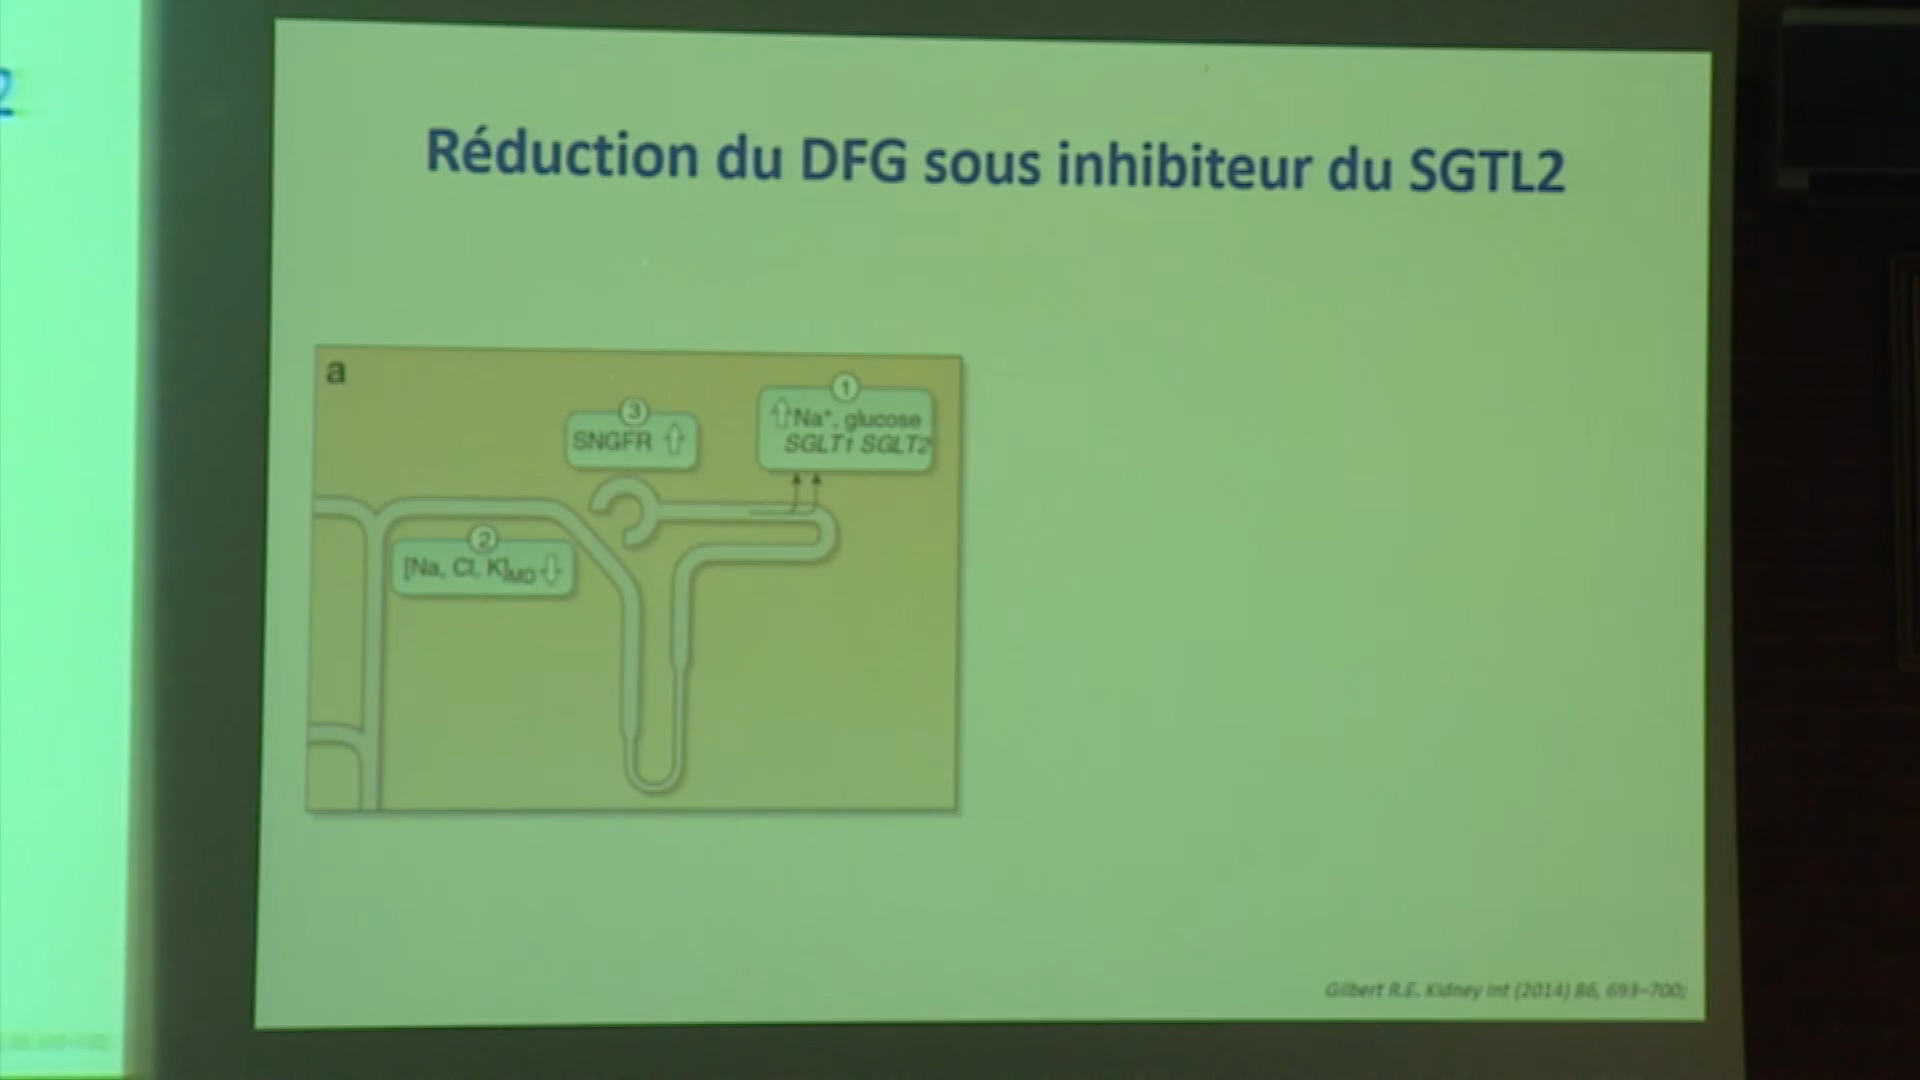 2
Réduction du DFG sous inhibiteur du SGTL2
a
1
⇧Na⁺, glucose
SGLT1 SGLT2
3
SNGFR ⇧
2
[Na, Cl, K]MD⇩
Gilbert R.E. Kidney Int (2014) 86, 693–700;